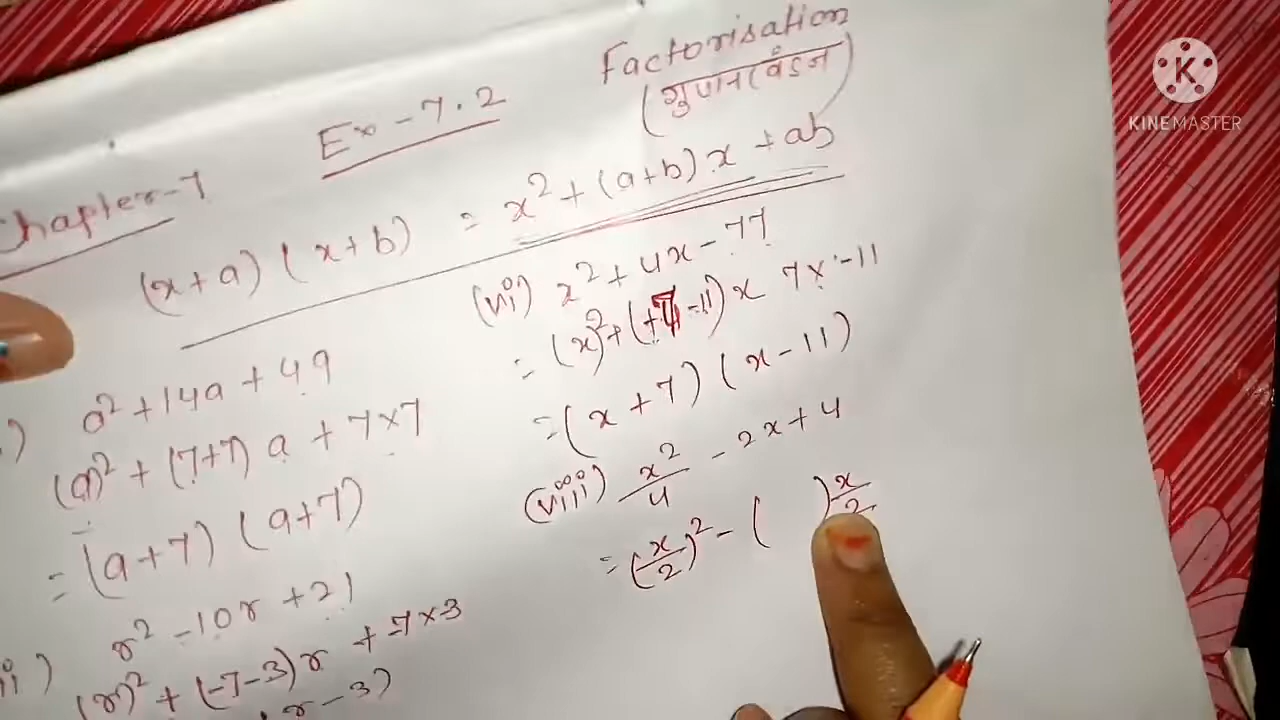 Factorisation
(गुणनखंडन)
Ex - 7.2
Chapter-7
(x+a) (x+b) = x² + (a+b) x + ab
a² + 14a + 49
(a)² + (7+7) a + 7×7
= (a+7) (a+7)
r² - 10r + 21
(r)² + (-7-3) r + -7×-3
r-3)
(vii) x² + 4x - 77
= (x)² + (+7-11) x 7×-11
= (x+7) (x-11)
(viii) x²/4 - 2x + 4
= (x/2)² - ( ) x/2
KINEMASTER